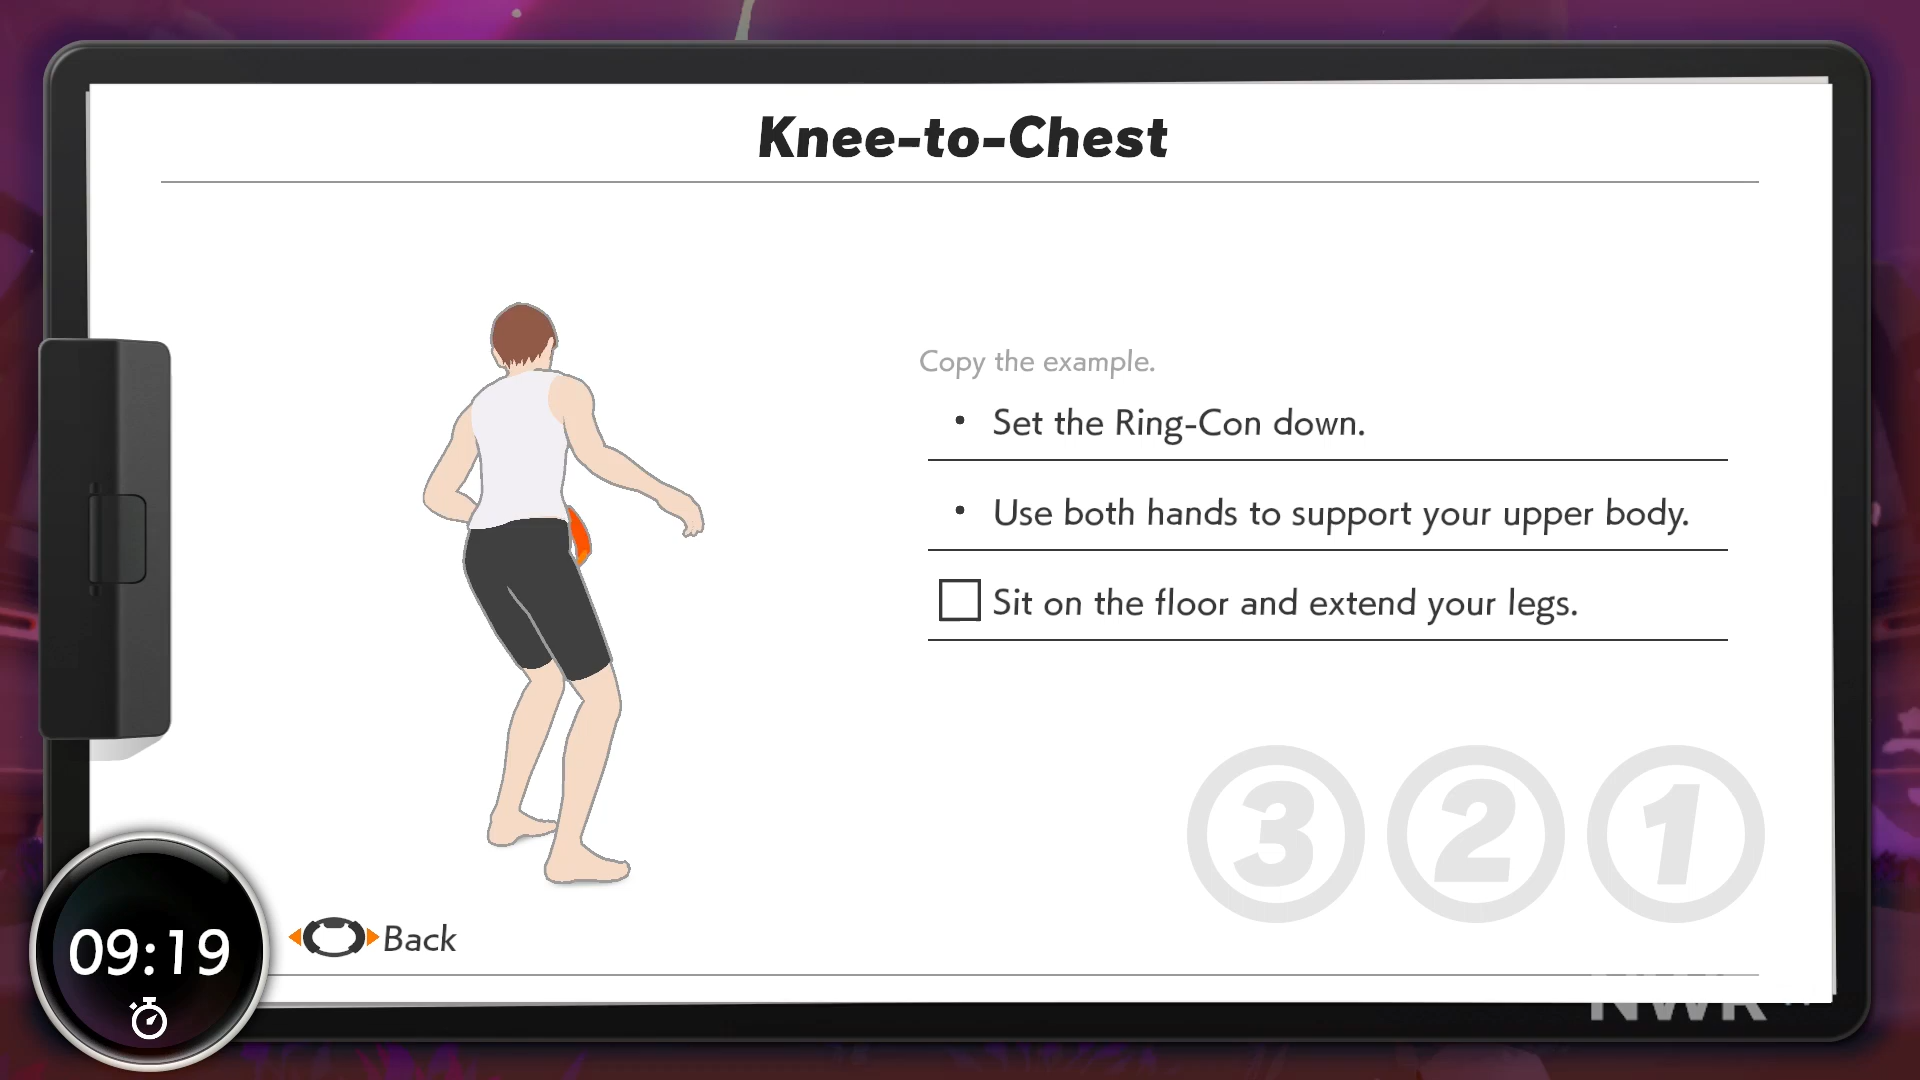 Knee-to-Chest
Copy the example.
• Set the Ring-Con down.
• Use both hands to support your upper body.
Sit on the floor and extend your legs.
3 2 1
Back
09:19
NWR